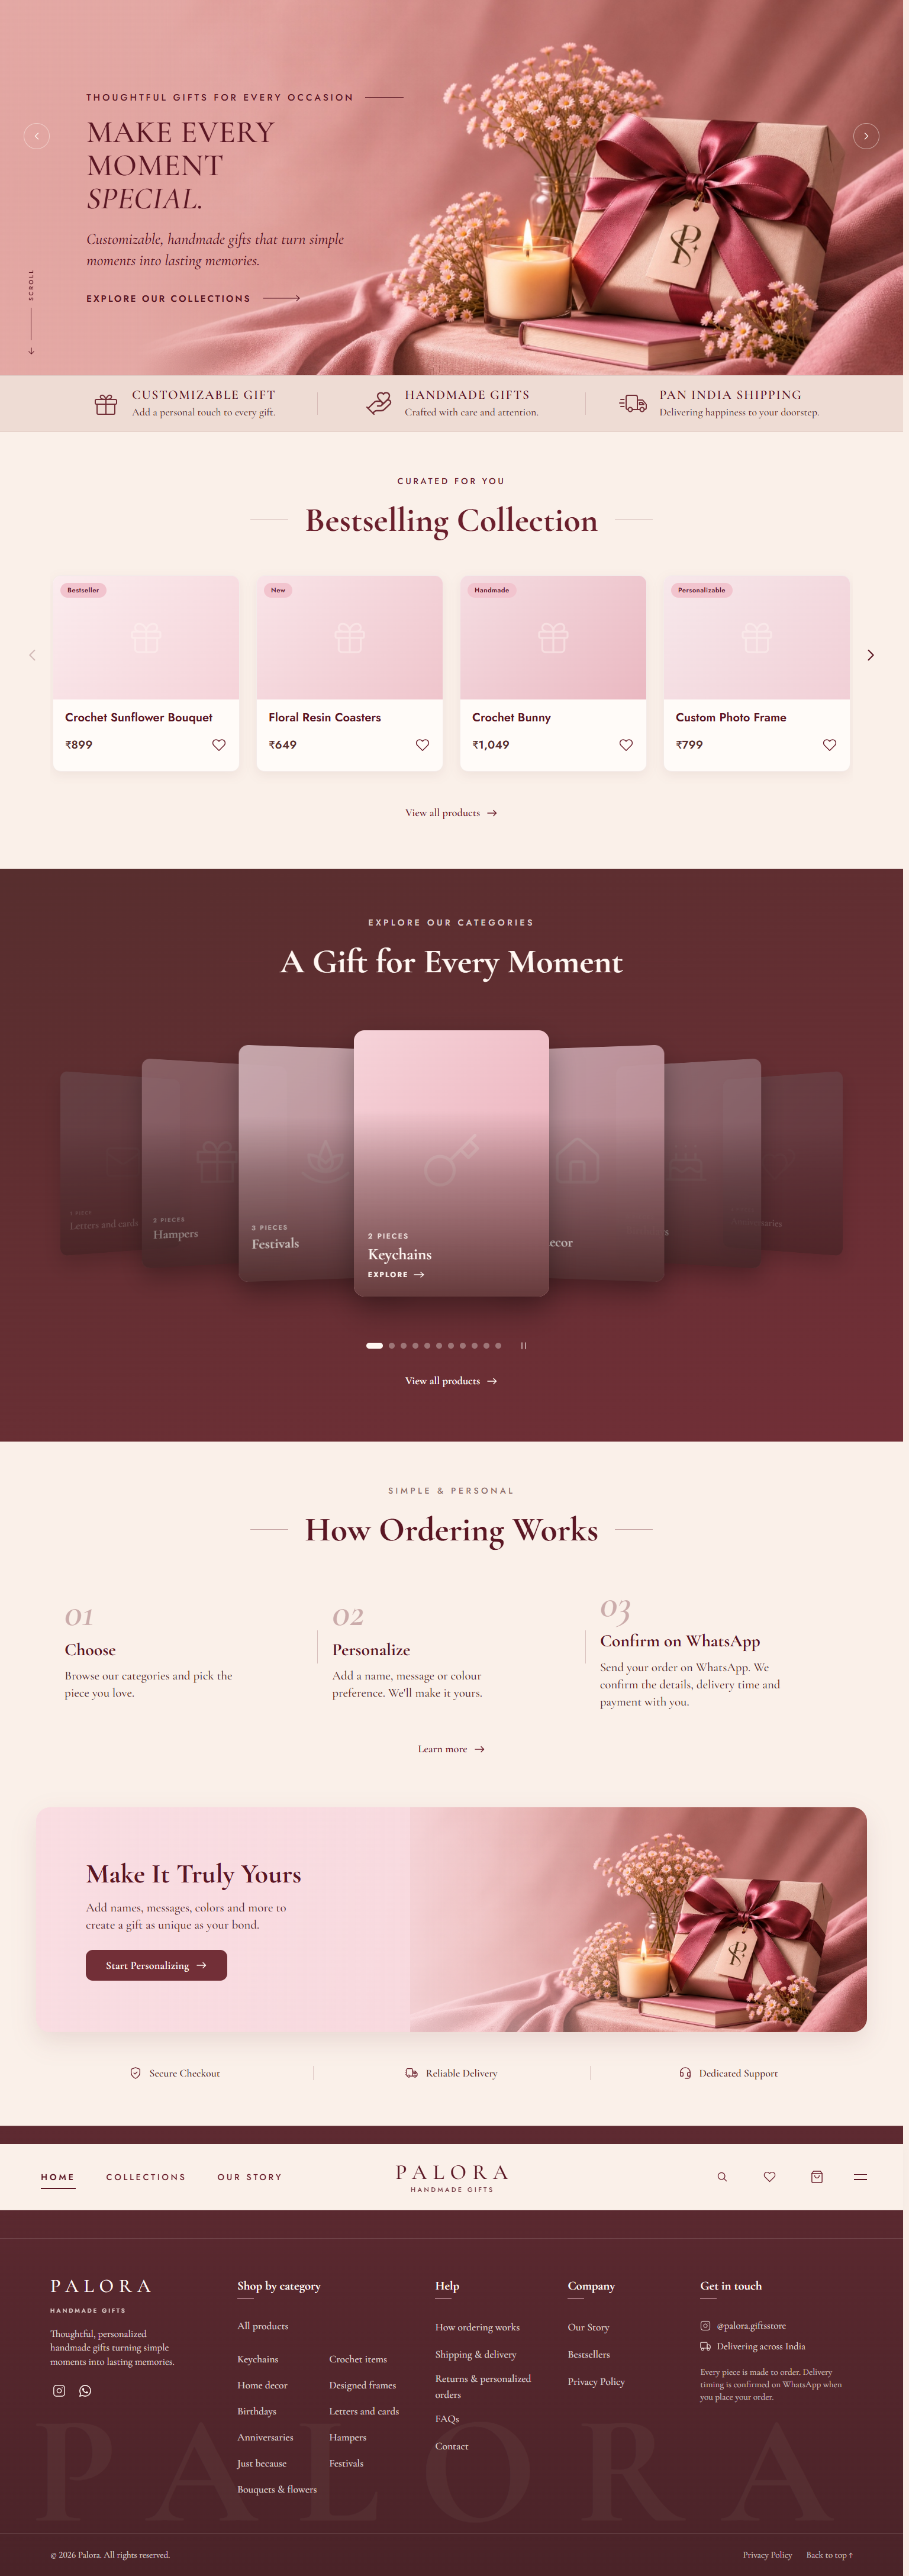 THOUGHTFUL GIFTS FOR EVERY OCCASION
MAKE EVERY
MOMENT
SPECIAL.
Customizable, handmade gifts that turn simple
moments into lasting memories.
EXPLORE OUR COLLECTIONS
SCROLL
CUSTOMIZABLE GIFT
Add a personal touch to every gift.
HANDMADE GIFTS
Crafted with care and attention.
PAN INDIA SHIPPING
Delivering happiness to your doorstep.
CURATED FOR YOU
Bestselling Collection
Bestseller
Crochet Sunflower Bouquet
₹899
New
Floral Resin Coasters
₹649
Handmade
Crochet Bunny
₹1,049
Personalizable
Custom Photo Frame
₹799
View all products →
EXPLORE OUR CATEGORIES
A Gift for Every Moment
1 PIECE
Letters and cards
2 PIECES
Hampers
3 PIECES
Festivals
2 PIECES
Keychains
EXPLORE →
ecor
s
aries
View all products →
SIMPLE & PERSONAL
How Ordering Works
01
Choose
Browse our categories and pick the
piece you love.
02
Personalize
Add a name, message or colour
preference. We'll make it yours.
03
Confirm on WhatsApp
Send your order on WhatsApp. We
confirm the details, delivery time and
payment with you.
Learn more →
Make It Truly Yours
Add names, messages, colors and more to
create a gift as unique as your bond.
Start Personalizing →
Secure Checkout
Reliable Delivery
Dedicated Support
HOME
COLLECTIONS
OUR STORY
PALORA
HANDMADE GIFTS
PALORA
HANDMADE GIFTS
Thoughtful, personalized
handmade gifts turning simple
moments into lasting memories.
Shop by category
All products
Keychains
Crochet items
Home decor
Designed frames
Birthdays
Letters and cards
Anniversaries
Hampers
Just because
Festivals
Bouquets & flowers
Help
How ordering works
Shipping & delivery
Returns & personalized
orders
FAQs
Contact
Company
Our Story
Bestsellers
Privacy Policy
Get in touch
@palora.giftsstore
Delivering across India
Every piece is made to order. Delivery
timing is confirmed on WhatsApp when
you place your order.
PALORA
© 2026 Palora. All rights reserved.
Privacy Policy
Back to top ↑